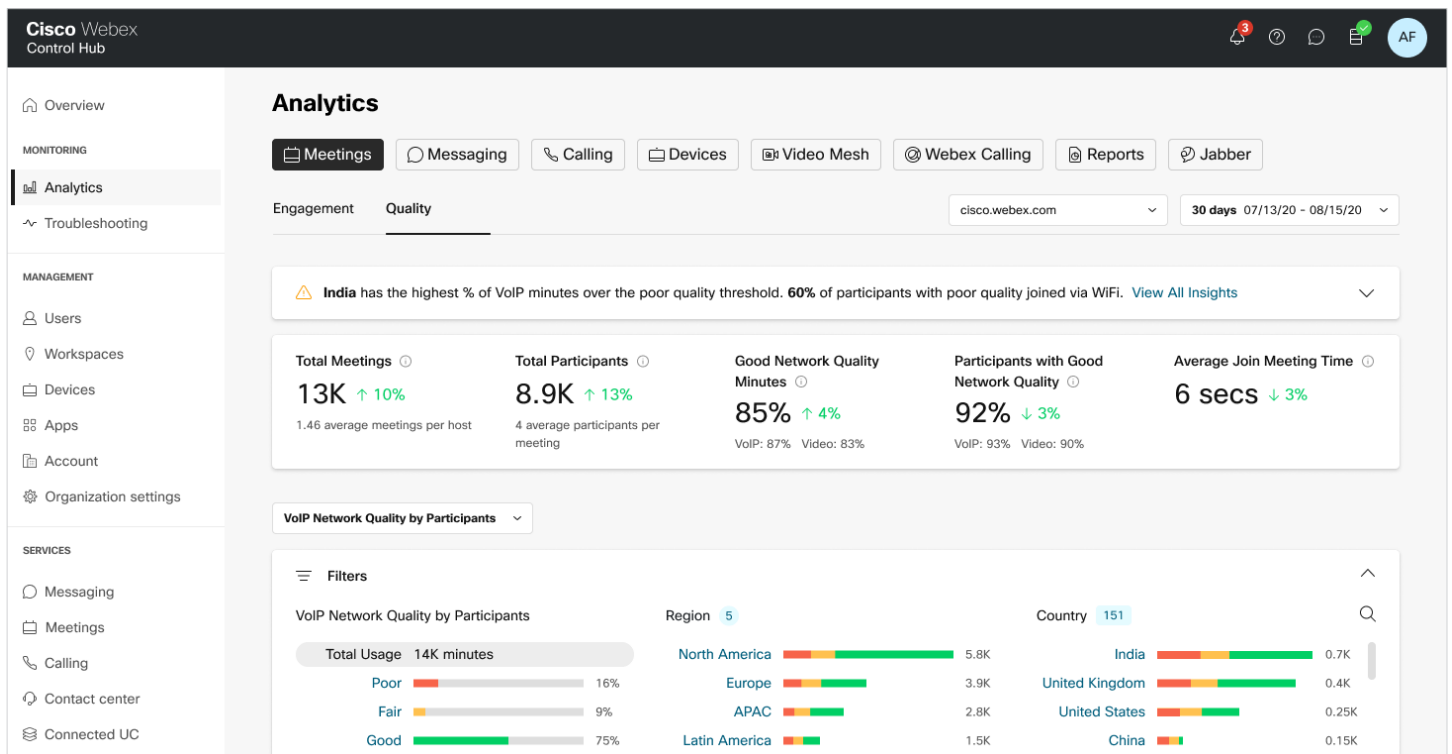 Cisco Webex
Control Hub
3
AF
Overview
MONITORING
Analytics
Troubleshooting
MANAGEMENT
Users
Workspaces
Devices
Apps
Account
Organization settings
SERVICES
Messaging
Meetings
Calling
Contact center
Connected UC
Analytics
Meetings Messaging Calling Devices Video Mesh Webex Calling Reports Jabber
Engagement Quality
cisco.webex.com
30 days 07/13/20 - 08/15/20
India has the highest % of VoIP minutes over the poor quality threshold. 60% of participants with poor quality joined via WiFi. View All Insights
Total Meetings
13K ↑ 10%
1.46 average meetings per host
Total Participants
8.9K ↑ 13%
4 average participants per
meeting
Good Network Quality
Minutes
85% ↑ 4%
VoIP: 87% Video: 83%
Participants with Good
Network Quality
92% ↓ 3%
VoIP: 93% Video: 90%
Average Join Meeting Time
6 secs ↓ 3%
VoIP Network Quality by Participants
Filters
VoIP Network Quality by Participants
Total Usage 14K minutes
Poor 16%
Fair 9%
Good 75%
Region 5
North America 5.8K
Europe 3.9K
APAC 2.8K
Latin America 1.5K
Country 151
India 0.7K
United Kingdom 0.4K
United States 0.25K
China 0.15K